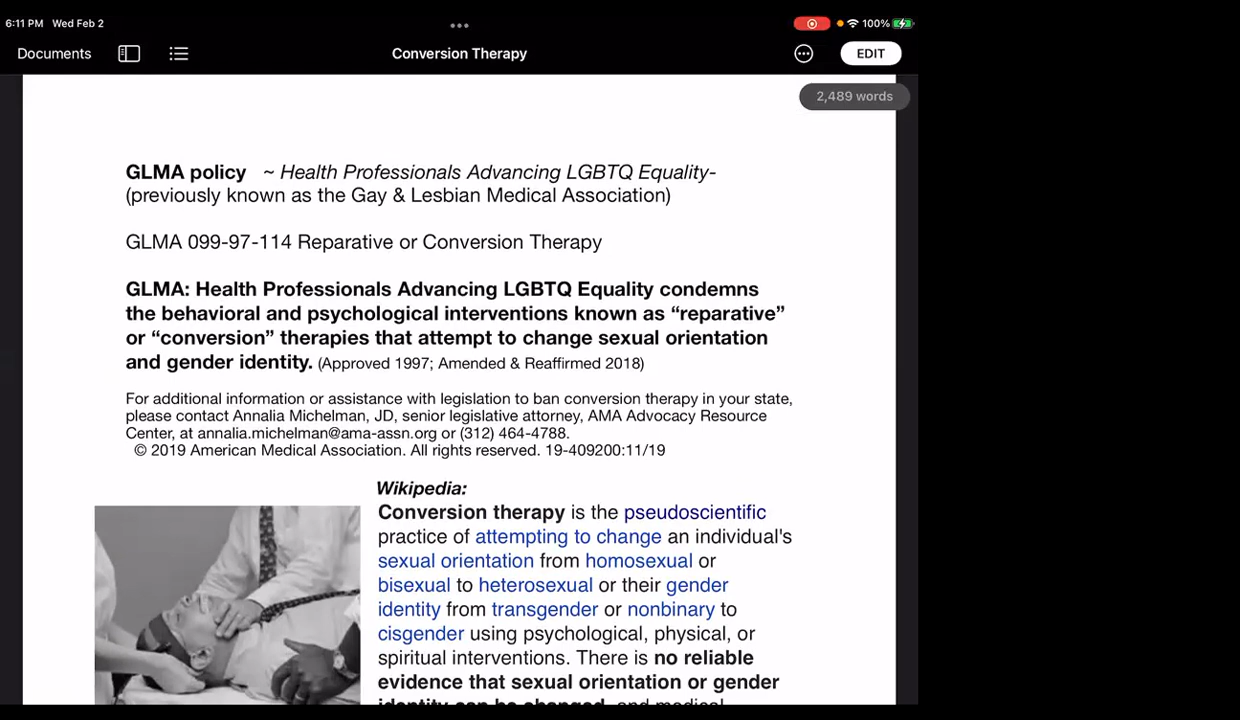 6:11 PM Wed Feb 2
100%
Documents
Conversion Therapy
EDIT
2,489 words
GLMA policy ~ Health Professionals Advancing LGBTQ Equality-
(previously known as the Gay & Lesbian Medical Association)
GLMA 099-97-114 Reparative or Conversion Therapy
GLMA: Health Professionals Advancing LGBTQ Equality condemns
the behavioral and psychological interventions known as “reparative”
or “conversion” therapies that attempt to change sexual orientation
and gender identity. (Approved 1997; Amended & Reaffirmed 2018)
For additional information or assistance with legislation to ban conversion therapy in your state,
please contact Annalia Michelman, JD, senior legislative attorney, AMA Advocacy Resource
Center, at annalia.michelman@ama-assn.org or (312) 464-4788.
© 2019 American Medical Association. All rights reserved. 19-409200:11/19
Wikipedia:
Conversion therapy is the pseudoscientific
practice of attempting to change an individual's
sexual orientation from homosexual or
bisexual to heterosexual or their gender
identity from transgender or nonbinary to
cisgender using psychological, physical, or
spiritual interventions. There is no reliable
evidence that sexual orientation or gender
identity can be changed, and medical